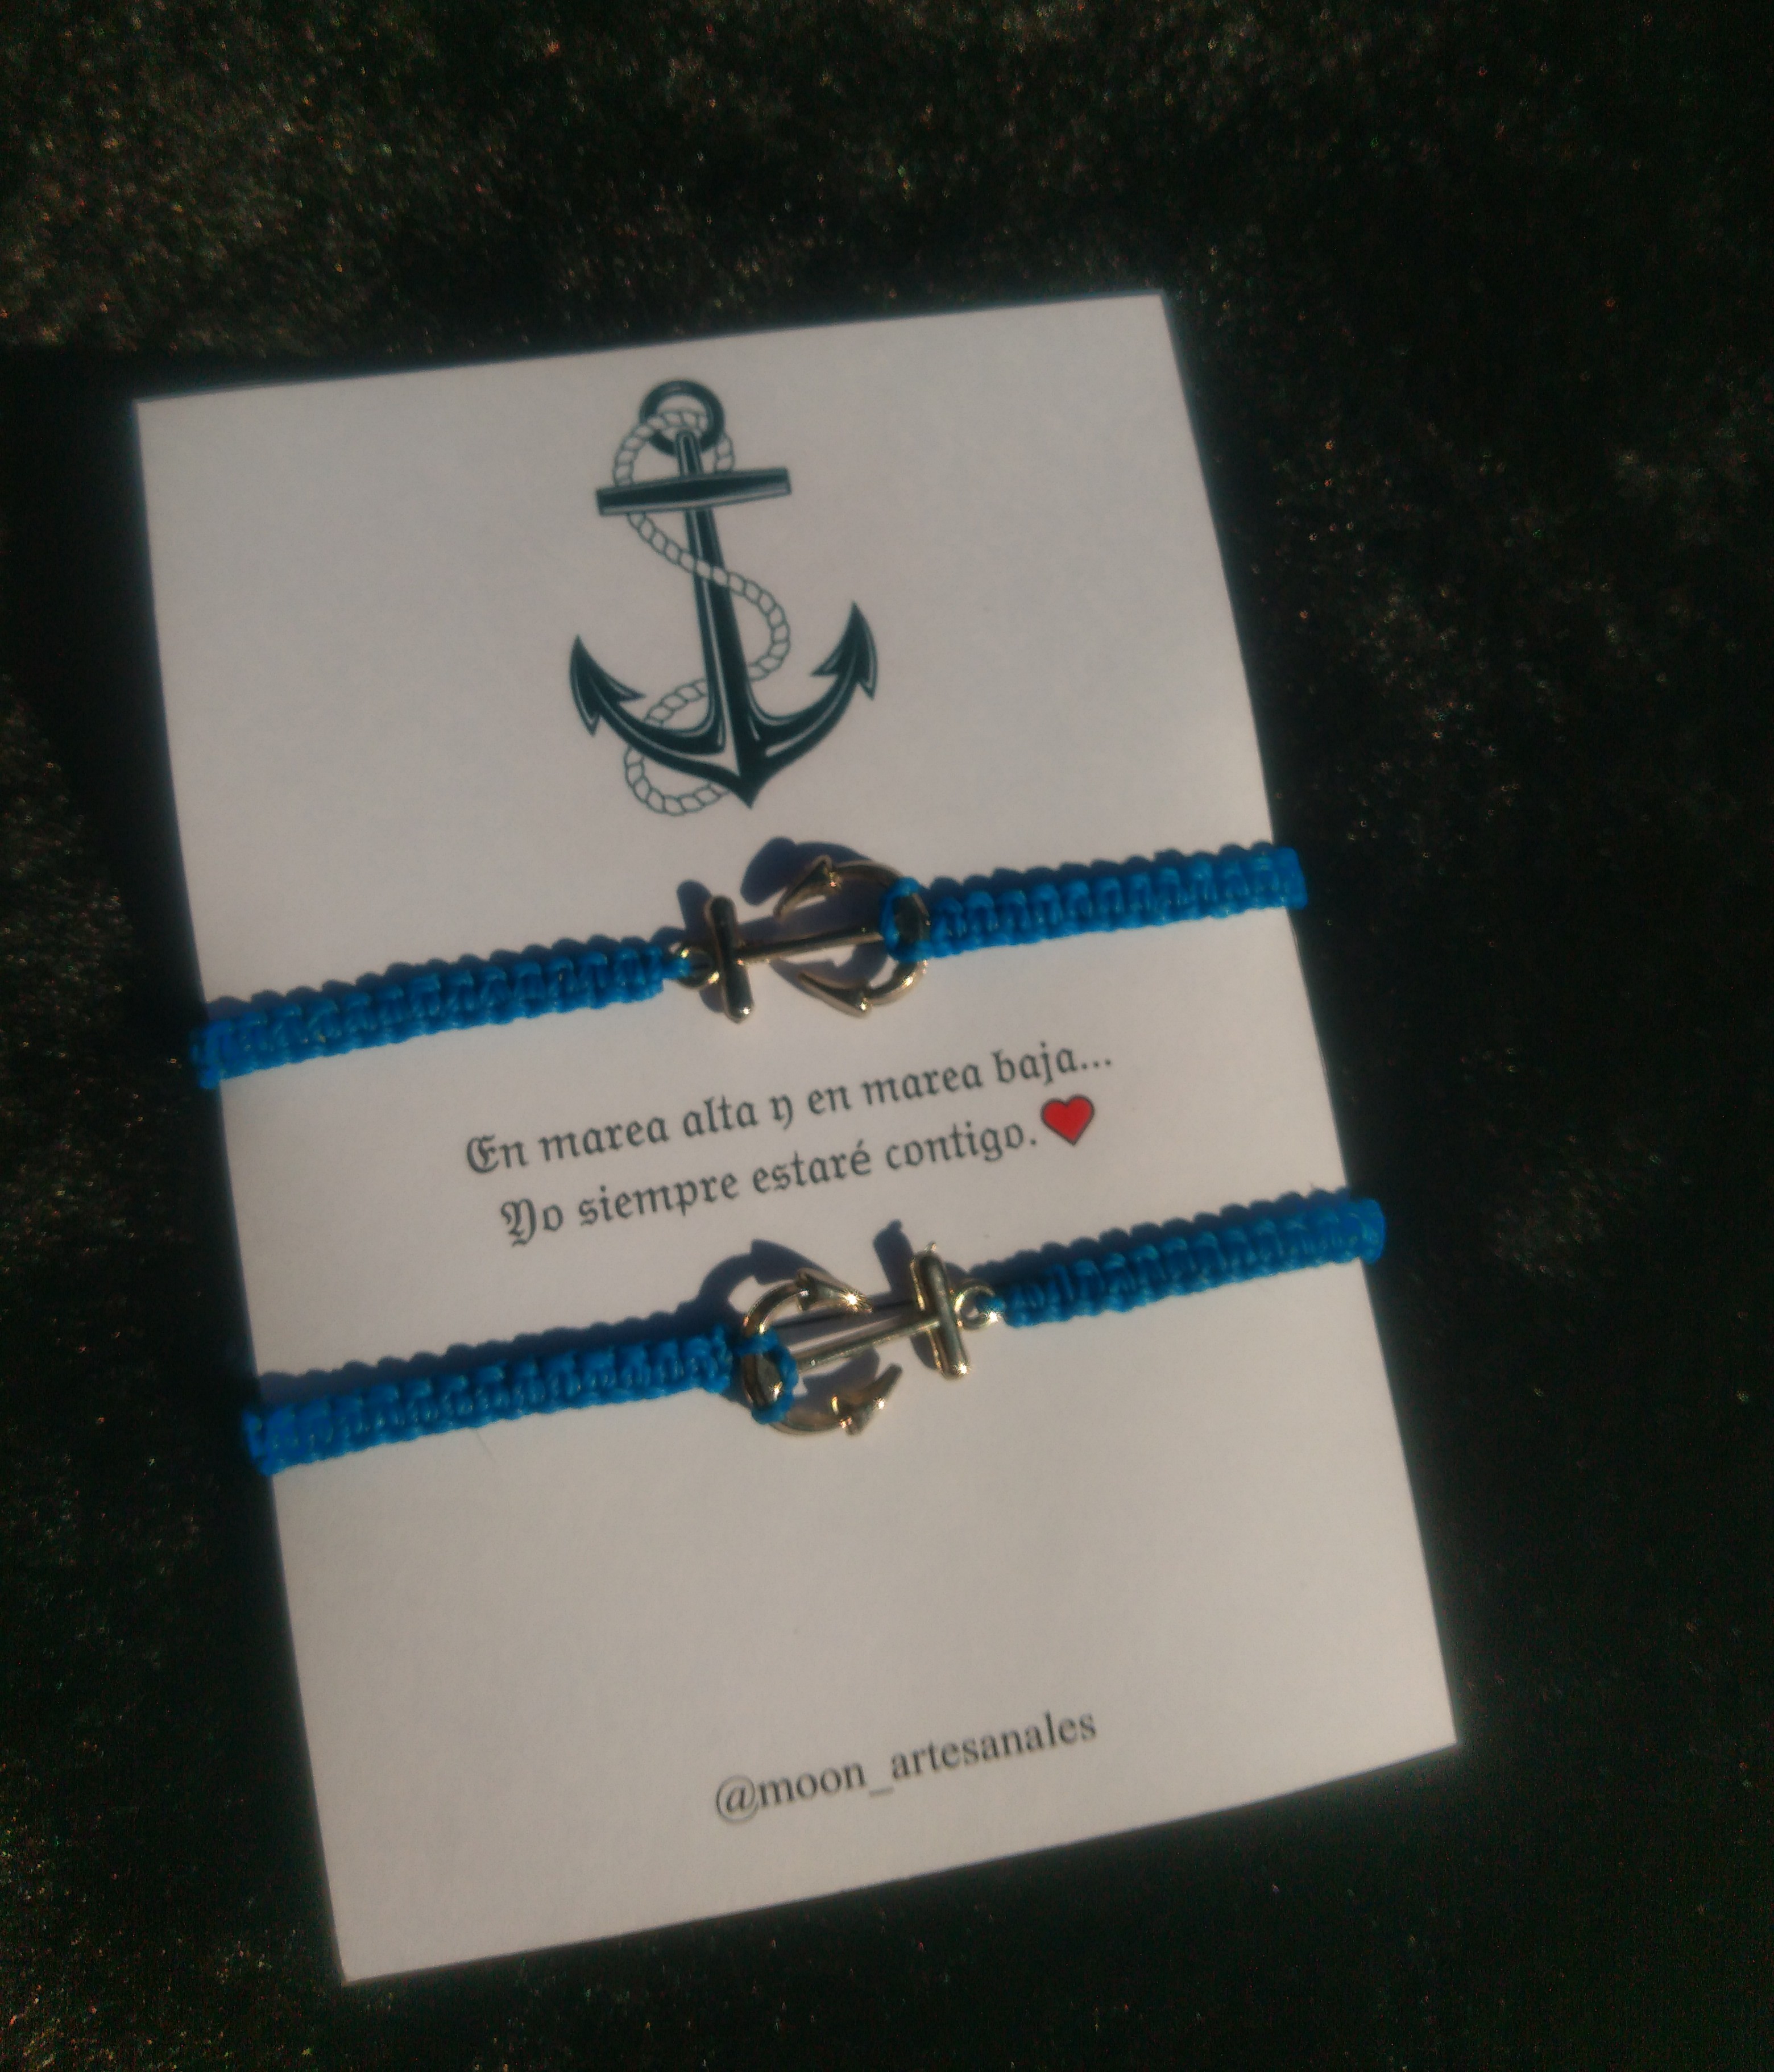 En marea alta y en marea baja...
Yo siempre estaré contigo.❤
@moon_artesanales